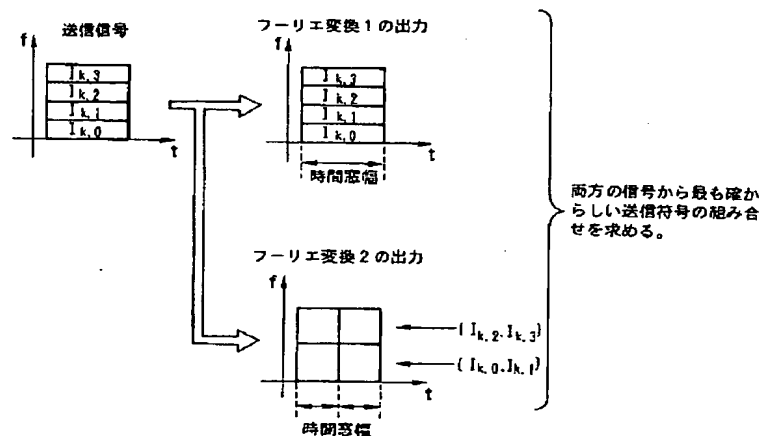 送信信号
f
I k,3
I k,2
I k,1
I k,0
t
フーリエ変換1の出力
f
I k,3
I k,2
I k,1
I k,0
t
時間窓幅
フーリエ変換2の出力
f
{ I k,2, I k,3}
{ I k,0, I k,1}
t
時間窓幅
両方の信号から最も確か
らしい送信符号の組み合
せを求める。